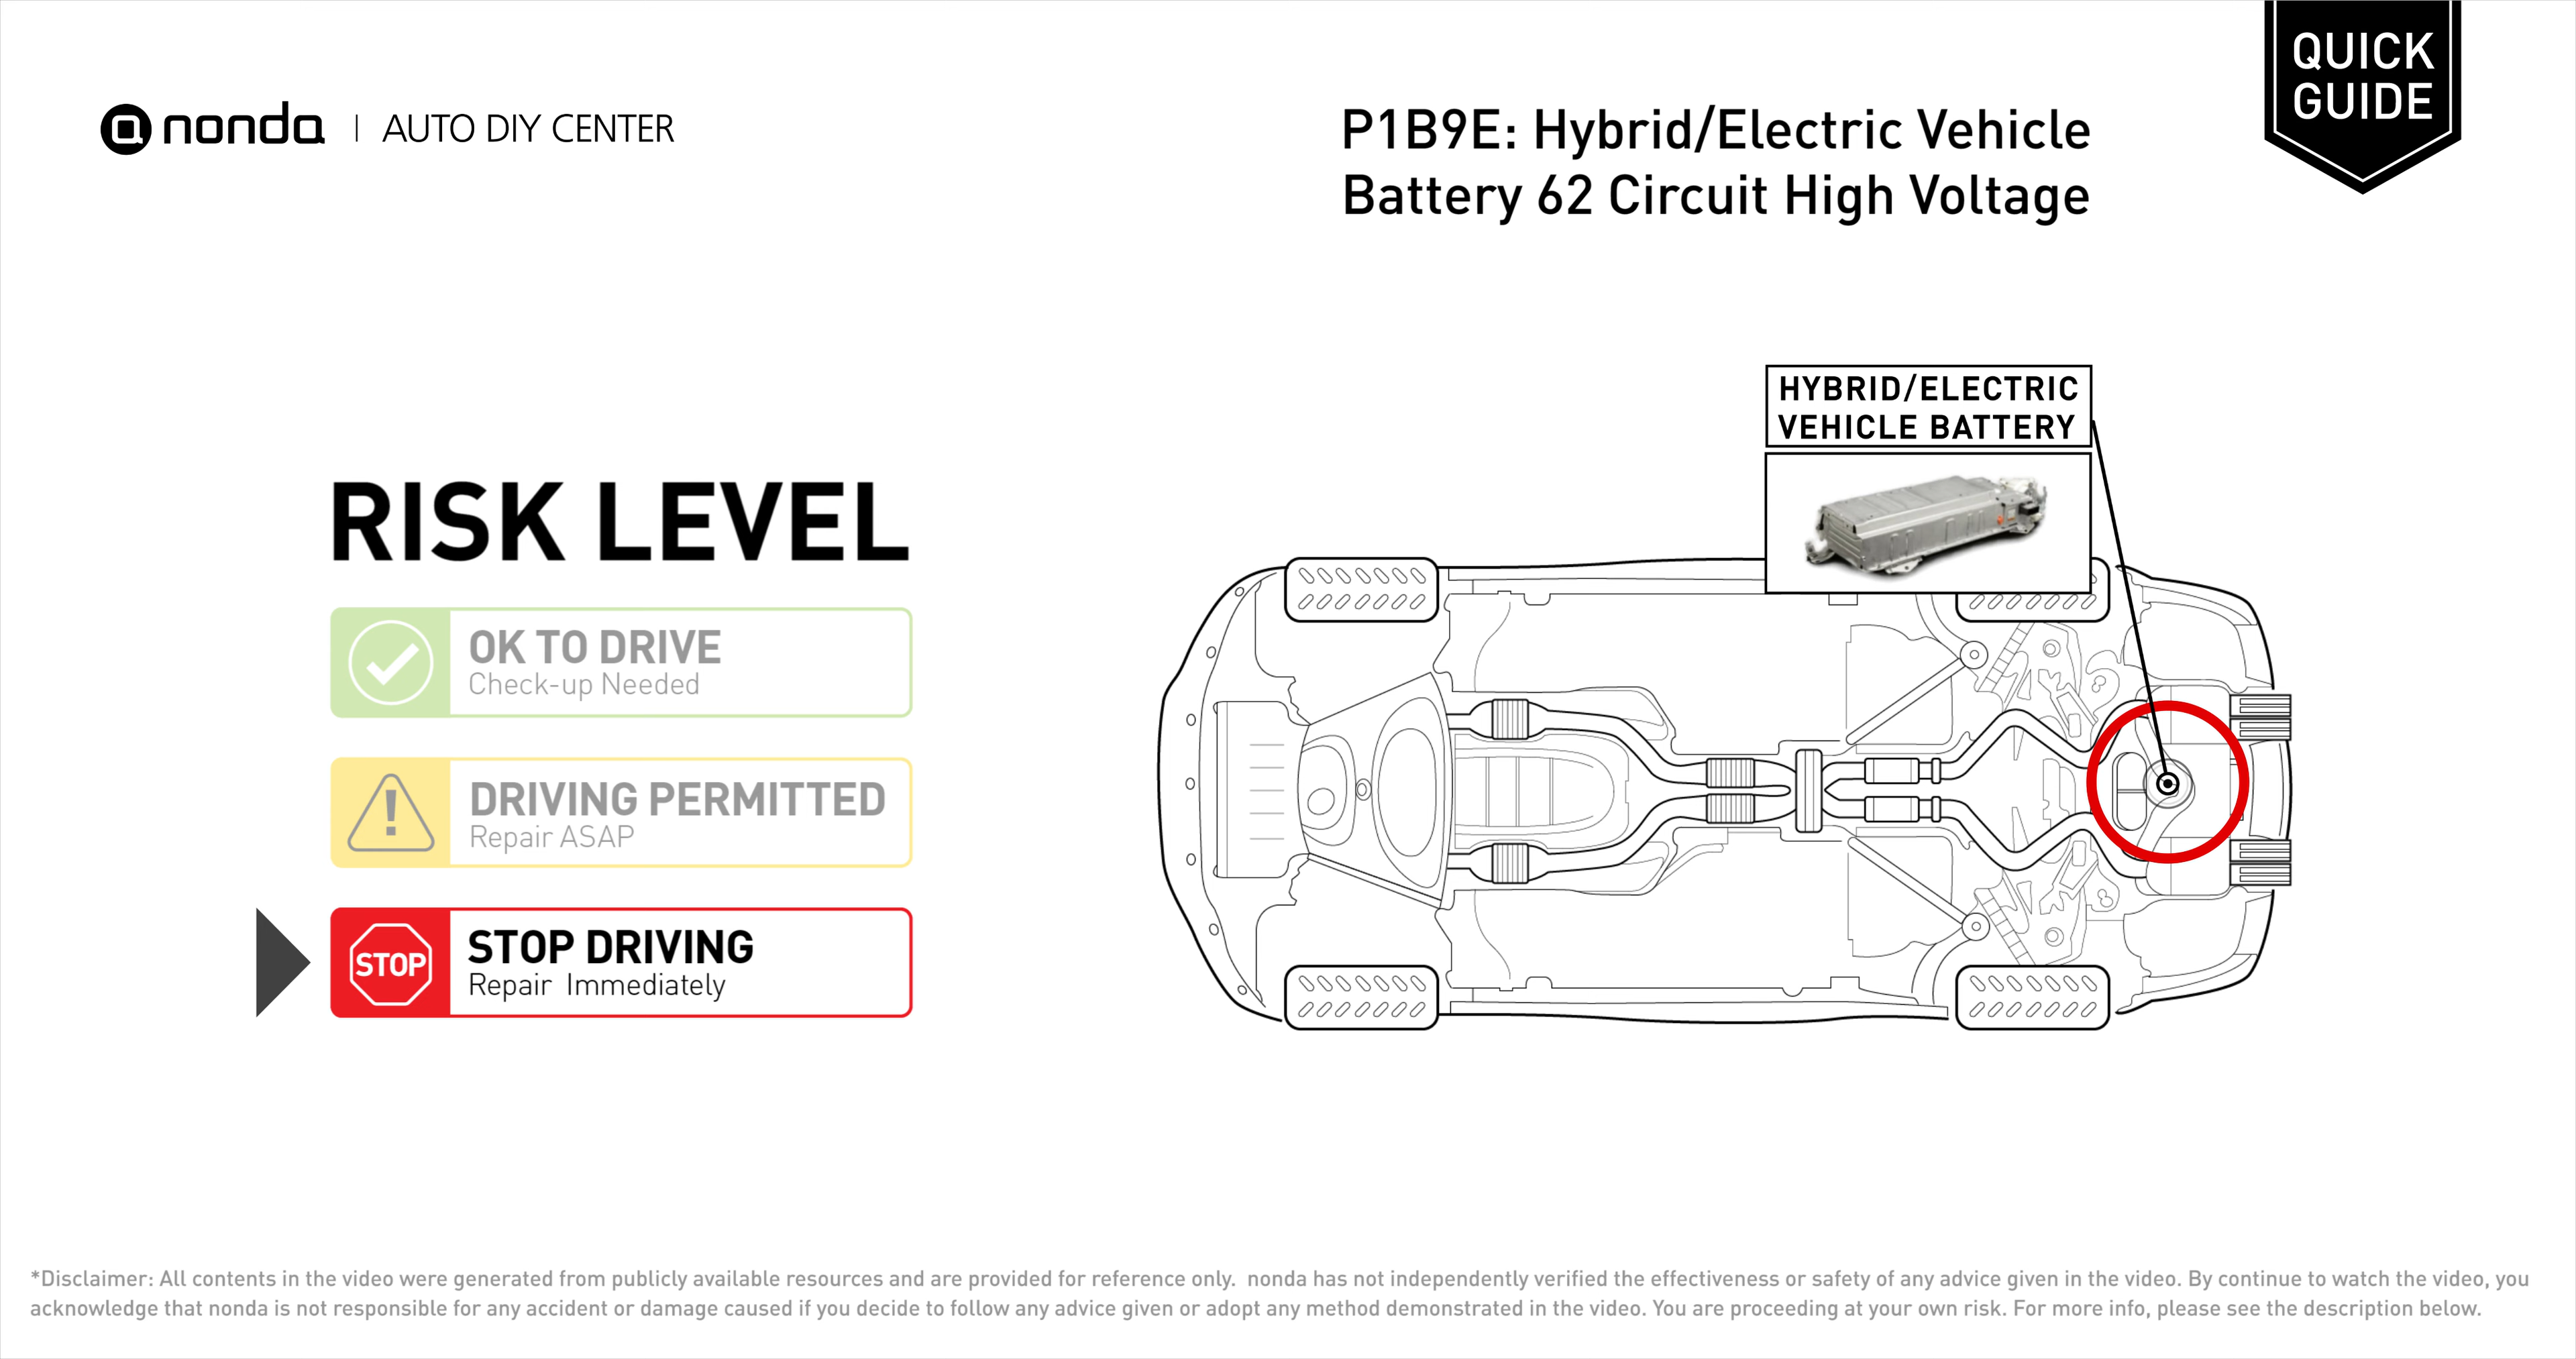 nonda | AUTO DIY CENTER
P1B9E: Hybrid/Electric Vehicle
Battery 62 Circuit High Voltage
QUICK
GUIDE
HYBRID/ELECTRIC
VEHICLE BATTERY
RISK LEVEL
OK TO DRIVE
Check-up Needed
DRIVING PERMITTED
Repair ASAP
STOP
STOP DRIVING
Repair Immediately
*Disclaimer: All contents in the video were generated from publicly available resources and are provided for reference only. nonda has not independently verified the effectiveness or safety of any advice given in the video. By continue to watch the video, you
acknowledge that nonda is not responsible for any accident or damage caused if you decide to follow any advice given or adopt any method demonstrated in the video. You are proceeding at your own risk. For more info, please see the description below.